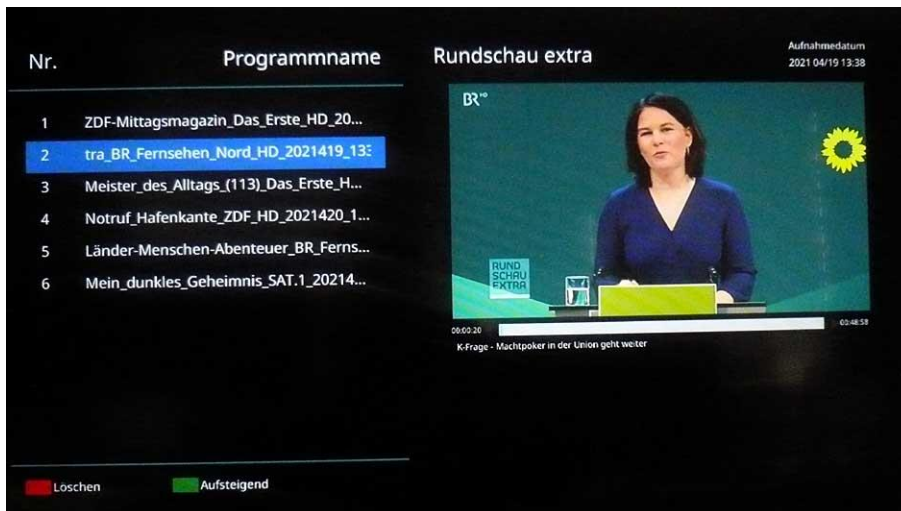 Nr. Programmname
1 ZDF-Mittagsmagazin_Das_Erste_HD_20...
2 tra_BR_Fernsehen_Nord_HD_2021419_133
3 Meister_des_Alltags_(113)_Das_Erste_H...
4 Notruf_Hafenkante_ZDF_HD_2021420_1...
5 Länder-Menschen-Abenteuer_BR_Ferns...
6 Mein_dunkles_Geheimnis_SAT.1_20214...
Löschen Aufsteigend
Rundschau extra
Aufnahmedatum
2021 04/19 13:38
BR HD
RUND
SCHAU
EXTRA
00:00:20 00:48:58
K-Frage - Machtpoker in der Union geht weiter